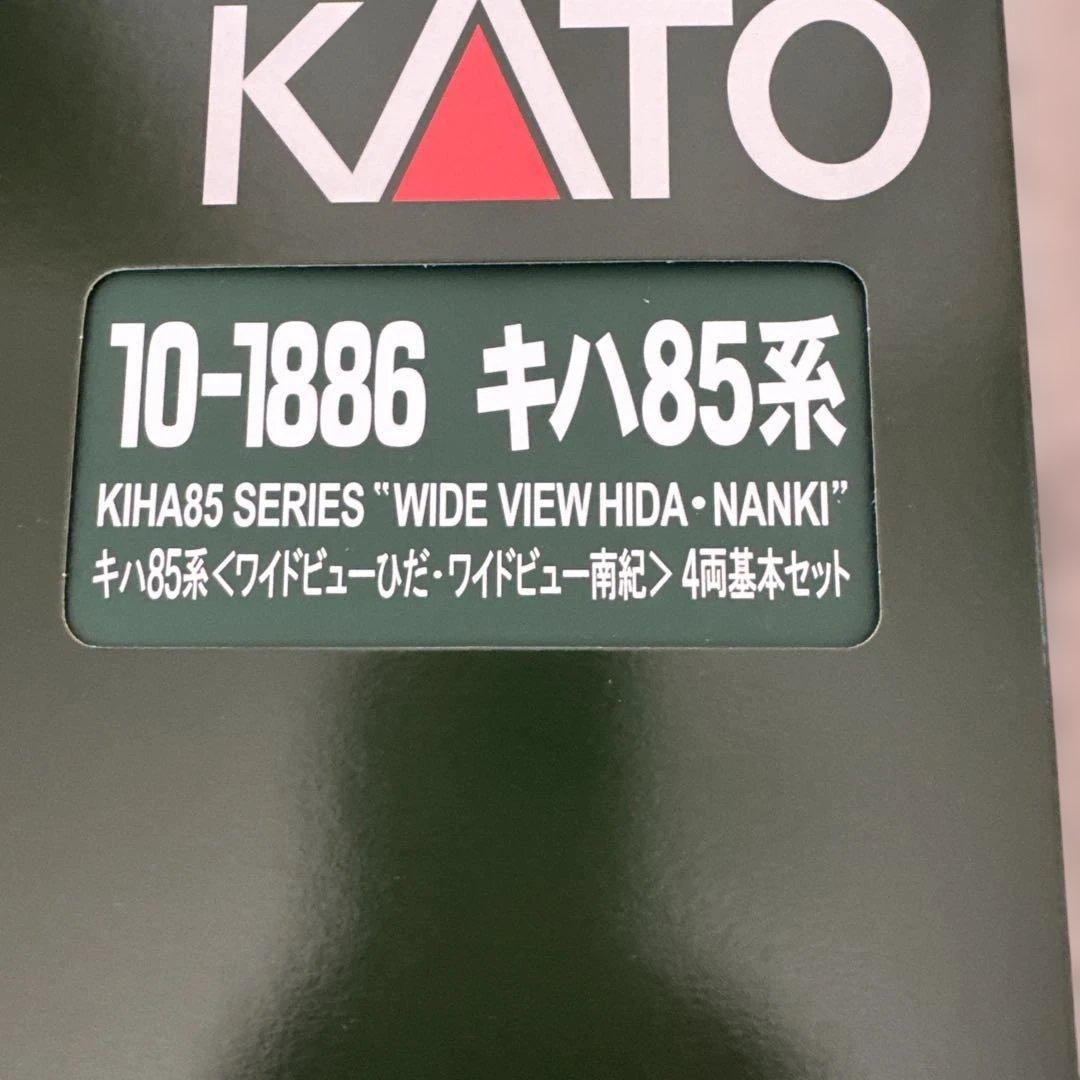 KATO
10-1886 キハ85系
KIHA85 SERIES “WIDE VIEW HIDA・NANKI”
キハ85系<ワイドビューひだ・ワイドビュー南紀> 4両基本セット